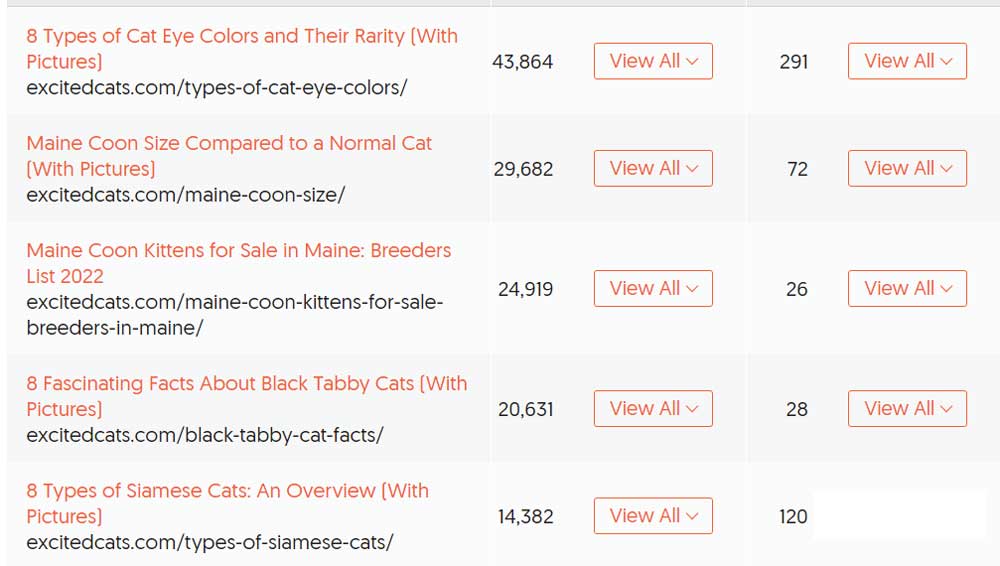 8 Types of Cat Eye Colors and Their Rarity (With
Pictures)
excitedcats.com/types-of-cat-eye-colors/
43,864
View All
291
View All
Maine Coon Size Compared to a Normal Cat
(With Pictures)
excitedcats.com/maine-coon-size/
29,682
View All
72
View All
Maine Coon Kittens for Sale in Maine: Breeders
List 2022
excitedcats.com/maine-coon-kittens-for-sale-
breeders-in-maine/
24,919
View All
26
View All
8 Fascinating Facts About Black Tabby Cats (With
Pictures)
excitedcats.com/black-tabby-cat-facts/
20,631
View All
28
View All
8 Types of Siamese Cats: An Overview (With
Pictures)
excitedcats.com/types-of-siamese-cats/
14,382
View All
120